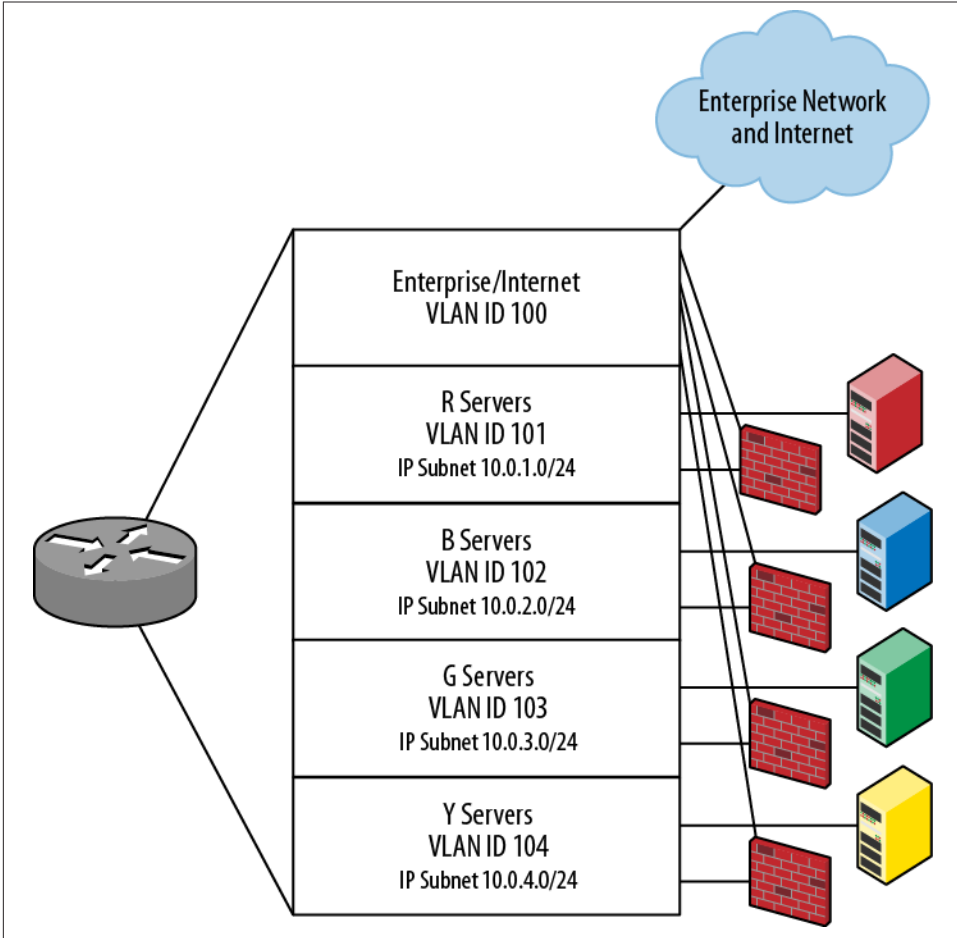 Enterprise Network
and Internet
Enterprise/Internet
VLAN ID 100
R Servers
VLAN ID 101
IP Subnet 10.0.1.0/24
B Servers
VLAN ID 102
IP Subnet 10.0.2.0/24
G Servers
VLAN ID 103
IP Subnet 10.0.3.0/24
Y Servers
VLAN ID 104
IP Subnet 10.0.4.0/24